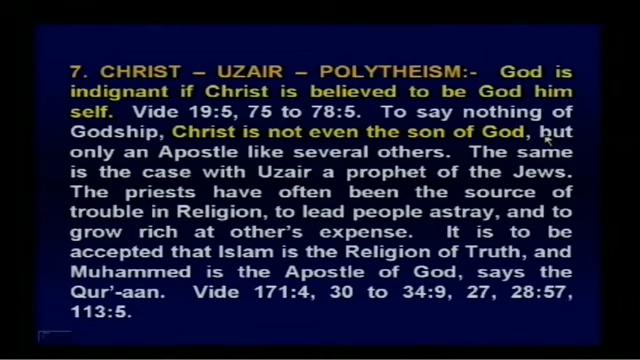 7. CHRIST – UZAIR – POLYTHEISM:- God is
indignant if Christ is believed to be God him
self. Vide 19:5, 75 to 78:5. To say nothing of
Godship, Christ is not even the son of God, but
only an Apostle like several others. The same
is the case with Uzair a prophet of the Jews.
The priests have often been the source of
trouble in Religion, to lead people astray, and to
grow rich at other's expense. It is to be
accepted that Islam is the Religion of Truth, and
Muhammed is the Apostle of God, says the
Qur'-aan. Vide 171:4, 30 to 34:9, 27, 28:57,
113:5.